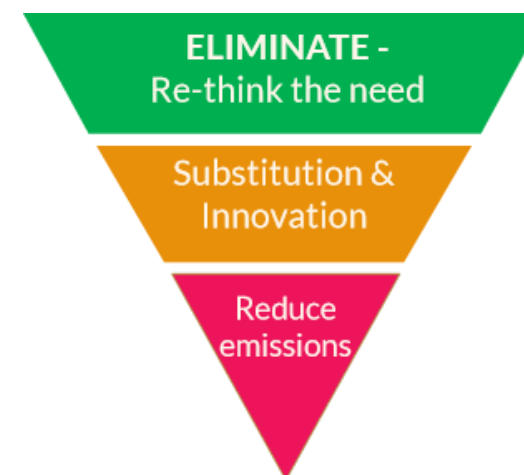 ELIMINATE -
Re-think the need
Substitution &
Innovation
Reduce
emissions